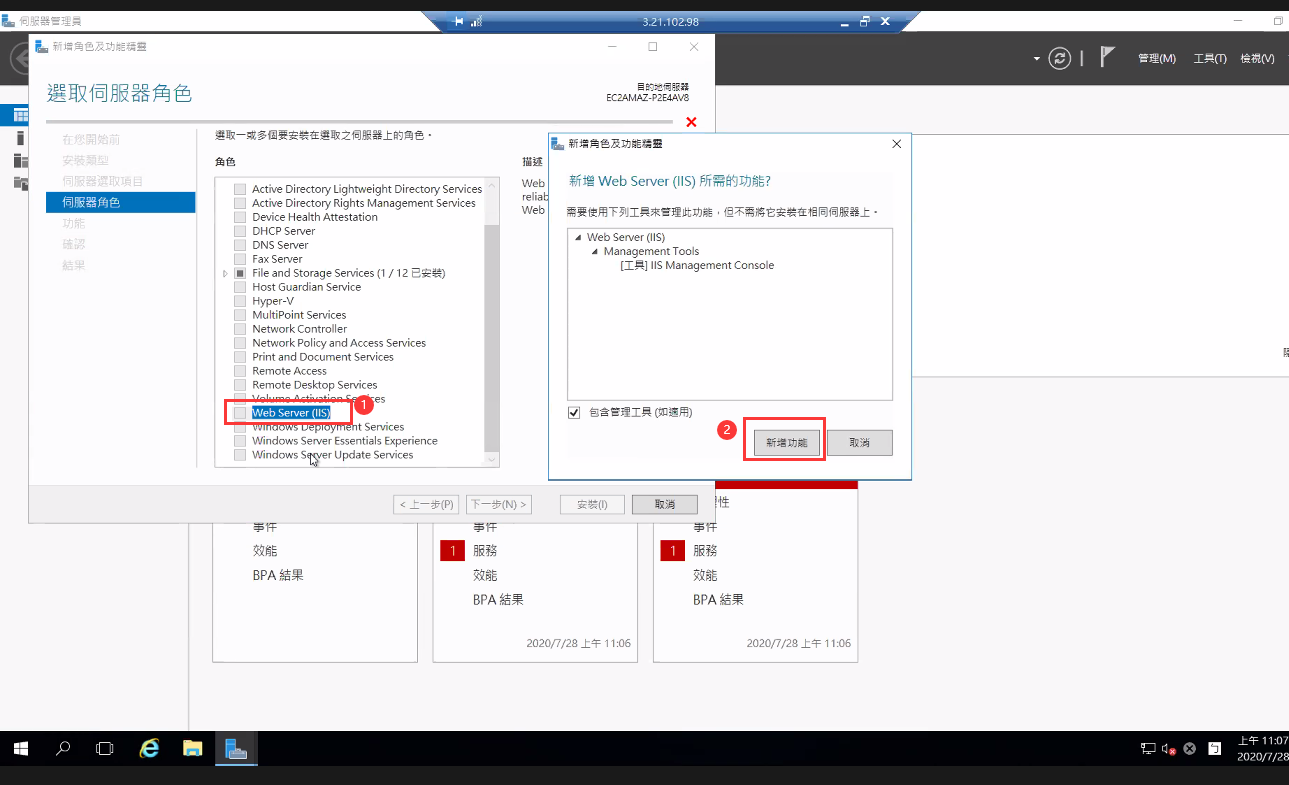 伺服器管理員
3.21.102.98
管理(M)
工具(T)
檢視(V)
新增角色及功能精靈
選取伺服器角色
目的地伺服器
EC2AMAZ-P2E4AV8
在您開始前
安裝類型
伺服器選取項目
伺服器角色
功能
確認
結果
選取一或多個要安裝在選取之伺服器上的角色。
角色
Active Directory Lightweight Directory Services
Active Directory Rights Management Services
Device Health Attestation
DHCP Server
DNS Server
Fax Server
File and Storage Services (1 / 12 已安裝)
Host Guardian Service
Hyper-V
MultiPoint Services
Network Controller
Network Policy and Access Services
Print and Document Services
Remote Access
Remote Desktop Services
Volume Activation Services
Web Server (IIS)
1
Windows Deployment Services
Windows Server Essentials Experience
Windows Server Update Services
描述
Web
reliab
Web
< 上一步(P)
下一步(N) >
安裝(I)
取消
新增角色及功能精靈
新增 Web Server (IIS) 所需的功能?
需要使用下列工具來管理此功能，但不需將它安裝在相同伺服器上。
Web Server (IIS)
Management Tools
[工具] IIS Management Console
包含管理工具 (如適用)
2
新增功能
取消
事件
效能
BPA 結果
事件
1 服務
效能
BPA 結果
2020/7/28 上午 11:06
性
事件
1 服務
效能
BPA 結果
2020/7/28 上午 11:06
上午 11:07
2020/7/28